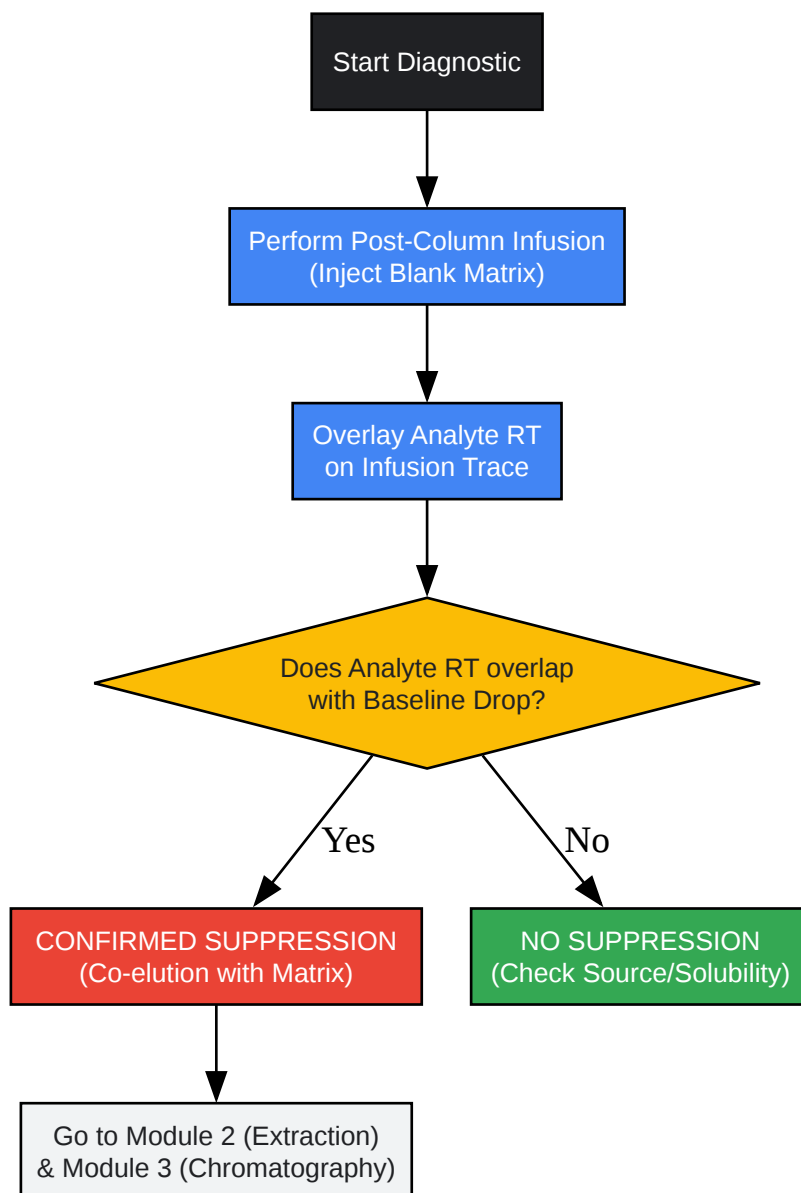 Start Diagnostic
Perform Post-Column Infusion
(Inject Blank Matrix)
Overlay Analyte RT
on Infusion Trace
Does Analyte RT overlap
with Baseline Drop?
Yes
No
CONFIRMED SUPPRESSION
(Co-elution with Matrix)
NO SUPPRESSION
(Check Source/Solubility)
Go to Module 2 (Extraction)
& Module 3 (Chromatography)